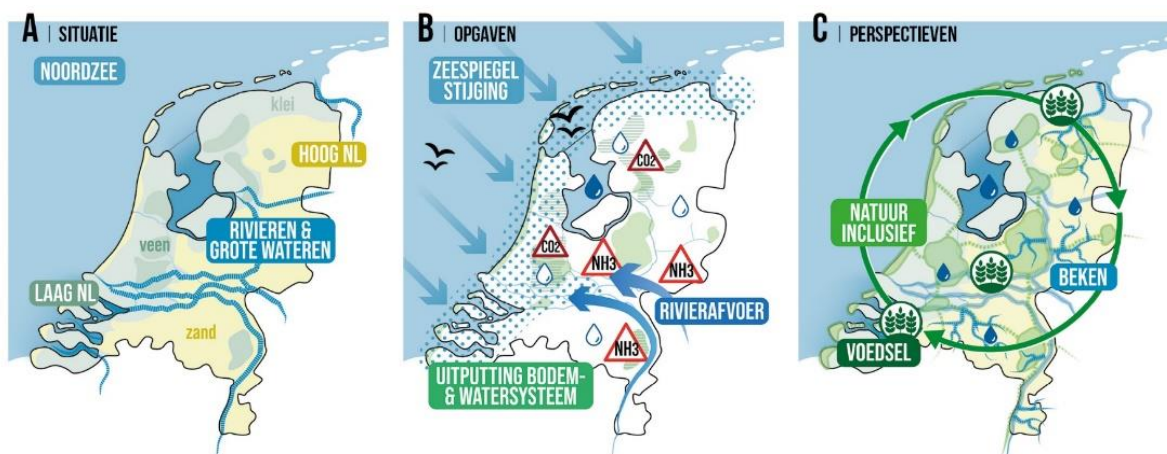 A | SITUATIE
NOORDZEE
klei
HOOG NL
RIVIEREN &
GROTE WATEREN
veen
LAAG NL
zand
B | OPGAVEN
ZEESPIEGEL
STIJGING
CO2
CO2
NH3
NH3
RIVIERAFVOER
NH3
UITPUTTING BODEM-
& WATERSYSTEEM
C | PERSPECTIEVEN
NATUUR
INCLUSIEF
BEKEN
VOEDSEL